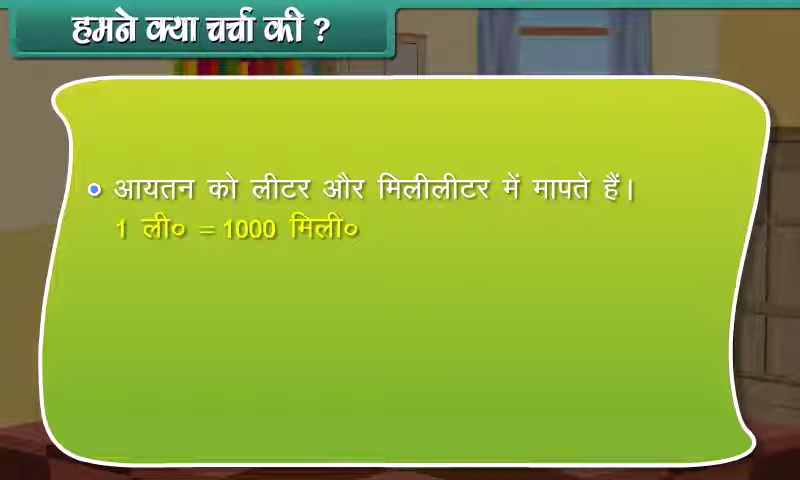 हमने क्या चर्चा की ?
आयतन को लीटर और मिलीलीटर में मापते हैं।
1 ली० = 1000 मिली०